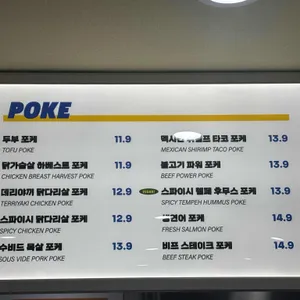 POKE
두부 포케 11.9
TOFU POKE
닭가슴살 하베스트 포케 11.9
CHICKEN BREAST HARVEST POKE
데리야끼 닭다리살 포케 12.9
TERRIYAKI CHICKEN POKE
스파이시 닭다리살 포케 12.9
SPICY CHICKEN POKE
수비드 목살 포케 13.9
SOUS VIDE PORK POKE
멕시칸 쉬림프 타코 포케 13.9
MEXICAN SHIRIMP TACO POKE
불고기 파워 포케 13.9
BEEF POWER POKE
스파이시 템페 후무스 포케 13.9
SPICY TEMPEH HUMMUS POKE
생연어 포케 14.9
FRESH SALMON POKE
비프 스테이크 포케 14.9
BEEF STEAK POKE